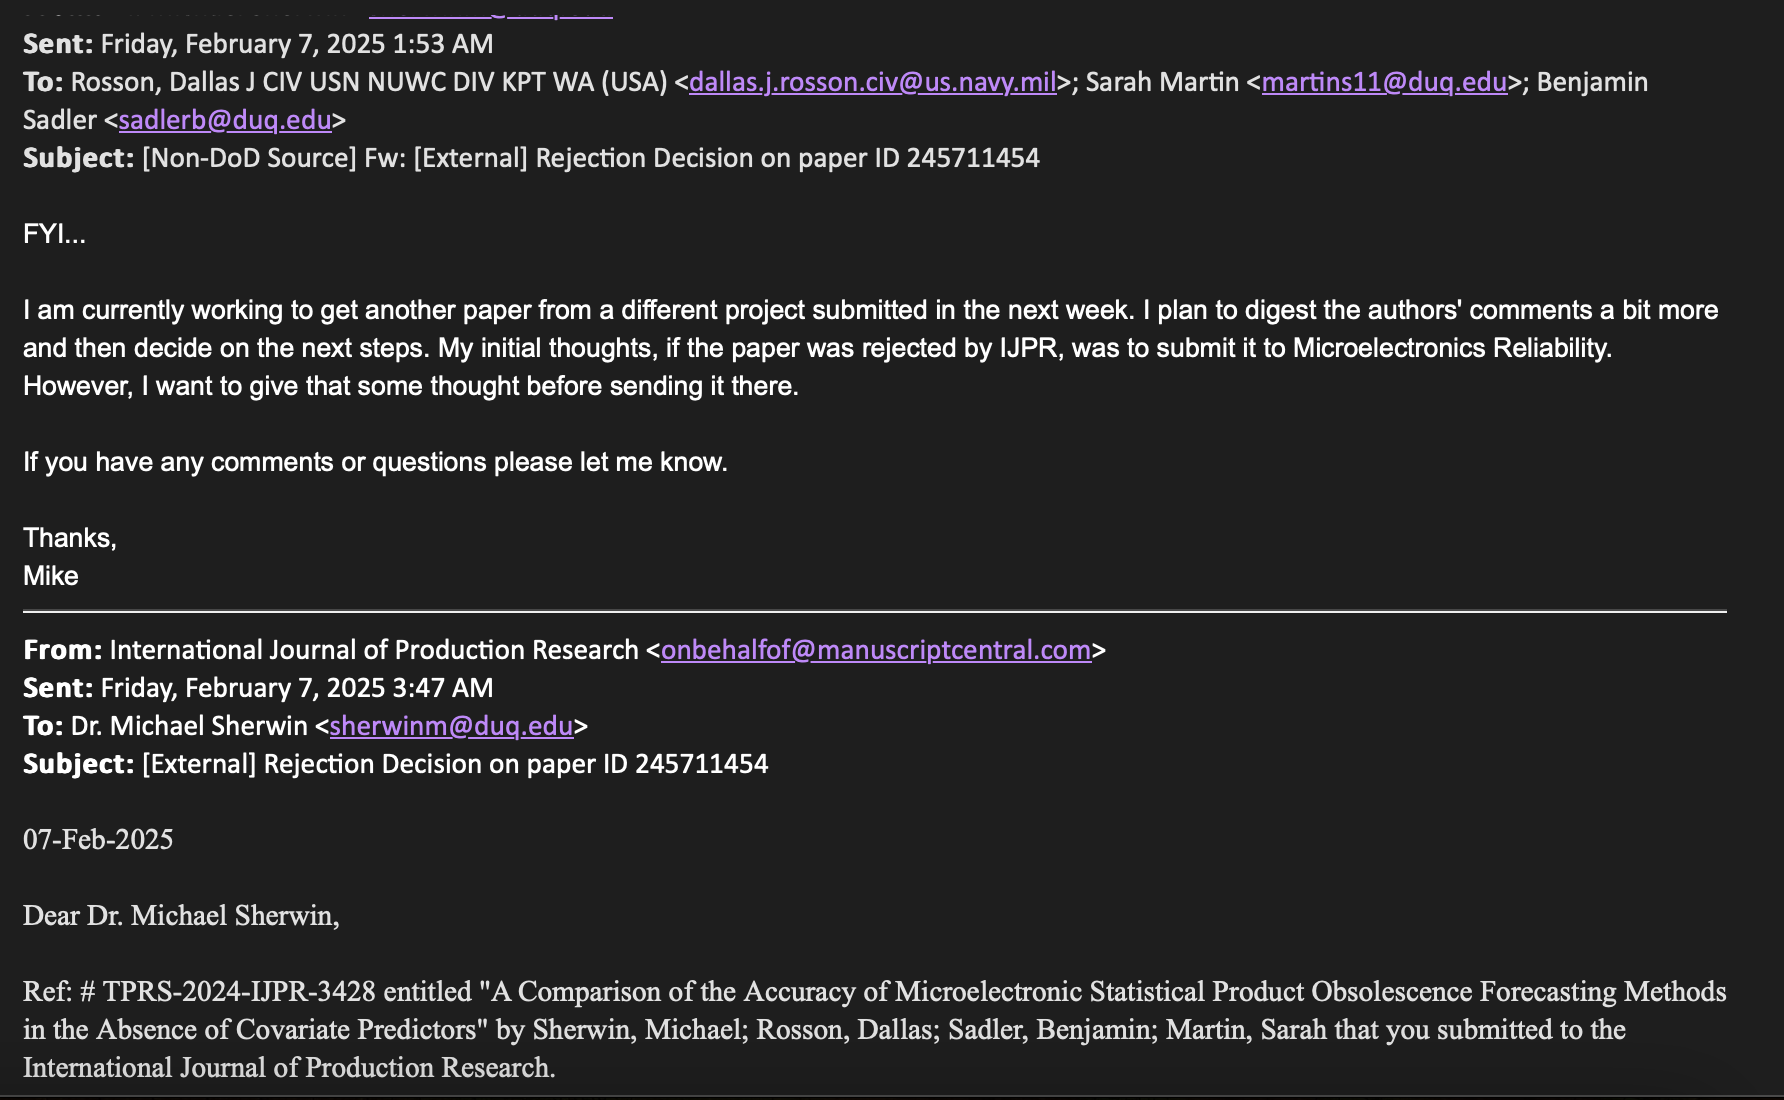 Sent: Friday, February 7, 2025 1:53 AM
To: Rosson, Dallas J CIV USN NUWC DIV KPT WA (USA) <dallas.j.rosson.civ@us.navy.mil>; Sarah Martin <martins11@duq.edu>; Benjamin
Sadler <sadlerb@duq.edu>
Subject: [Non-DoD Source] Fw: [External] Rejection Decision on paper ID 245711454
FYI...
I am currently working to get another paper from a different project submitted in the next week. I plan to digest the authors' comments a bit more
and then decide on the next steps. My initial thoughts, if the paper was rejected by IJPR, was to submit it to Microelectronics Reliability.
However, I want to give that some thought before sending it there.
If you have any comments or questions please let me know.
Thanks,
Mike
From: International Journal of Production Research <onbehalfof@manuscriptcentral.com>
Sent: Friday, February 7, 2025 3:47 AM
To: Dr. Michael Sherwin <sherwinm@duq.edu>
Subject: [External] Rejection Decision on paper ID 245711454
07-Feb-2025
Dear Dr. Michael Sherwin,
Ref: # TPRS-2024-IJPR-3428 entitled "A Comparison of the Accuracy of Microelectronic Statistical Product Obsolescence Forecasting Methods
in the Absence of Covariate Predictors" by Sherwin, Michael; Rosson, Dallas; Sadler, Benjamin; Martin, Sarah that you submitted to the
International Journal of Production Research.